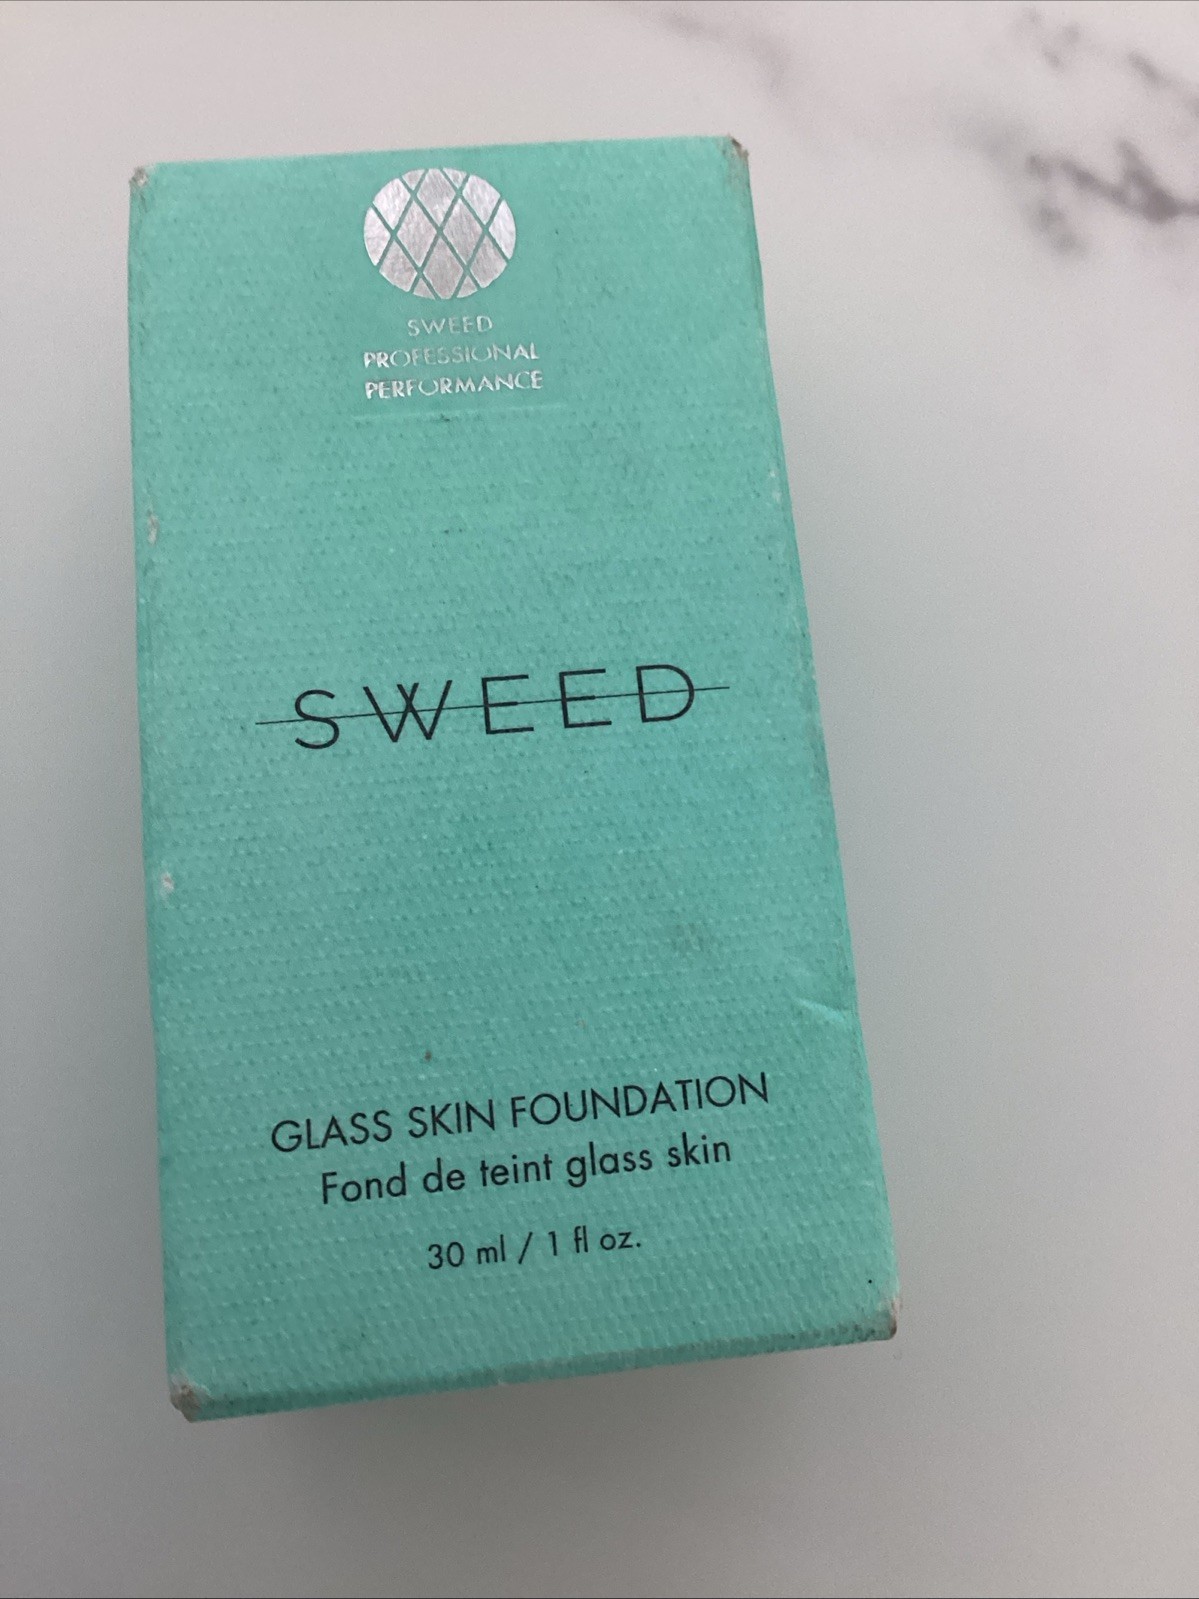 SWEED
PROFESSIONAL
PERFORMANCE
SWEED
GLASS SKIN FOUNDATION
Fond de teint glass skin
30 ml / 1 fl oz.